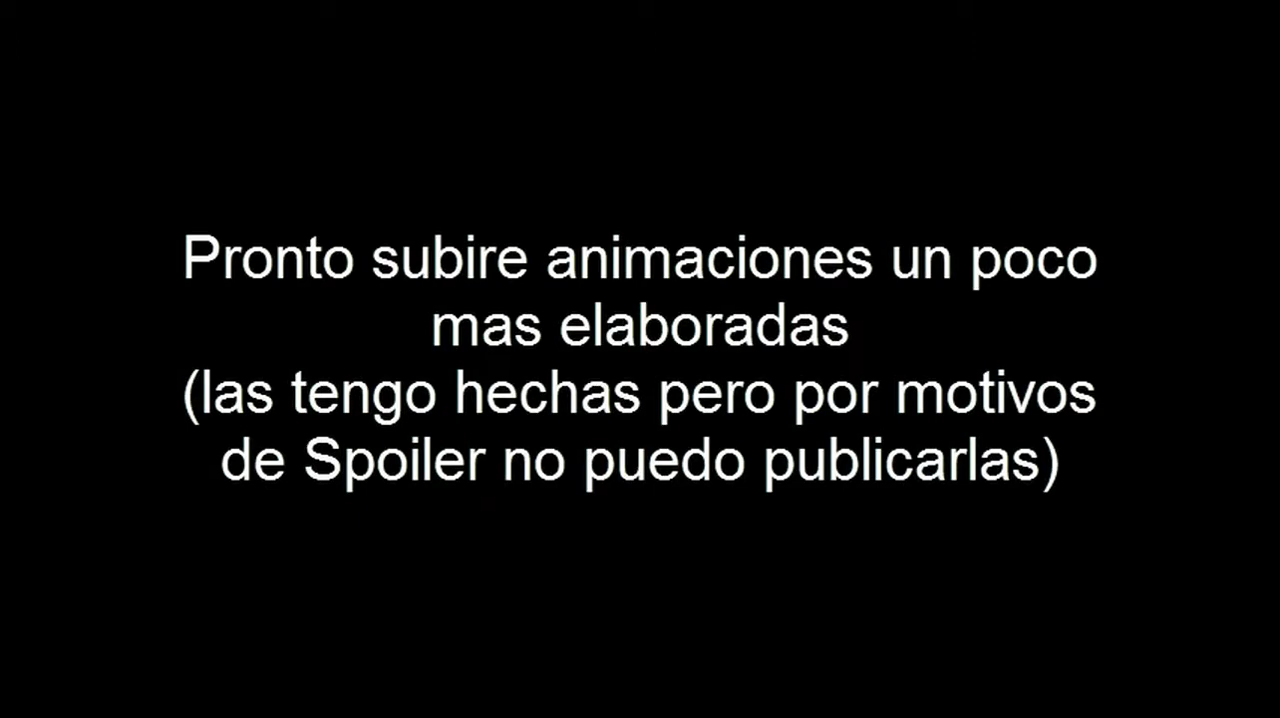 Pronto subire animaciones un poco
mas elaboradas
(las tengo hechas pero por motivos
de Spoiler no puedo publicarlas)